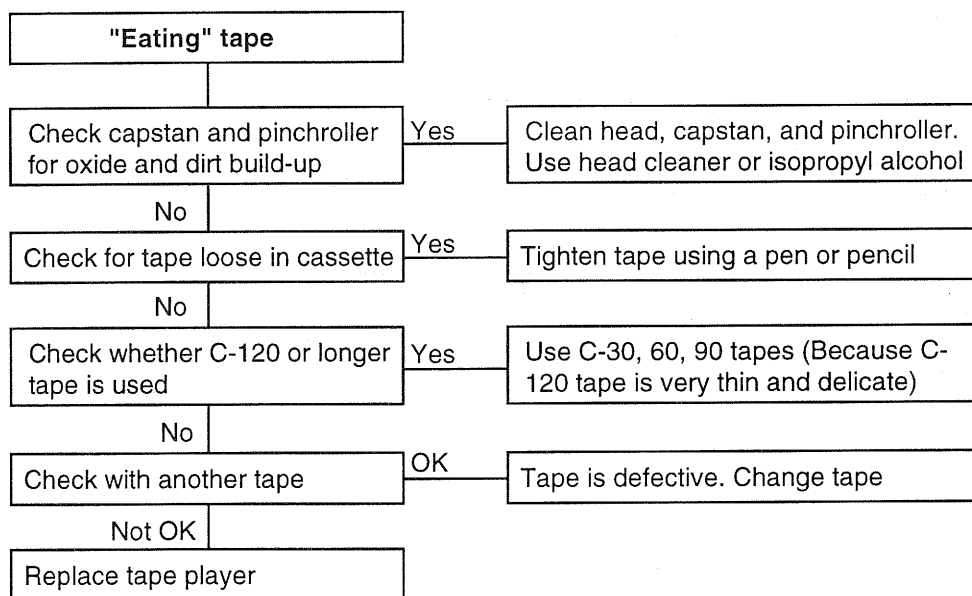 "Eating" tape
Check capstan and pinchroller
for oxide and dirt build-up
Yes
Clean head, capstan, and pinchroller.
Use head cleaner or isopropyl alcohol
No
Check for tape loose in cassette
Yes
Tighten tape using a pen or pencil
No
Check whether C-120 or longer
tape is used
Yes
Use C-30, 60, 90 tapes (Because C-
120 tape is very thin and delicate)
No
Check with another tape
OK
Tape is defective. Change tape
Not OK
Replace tape player